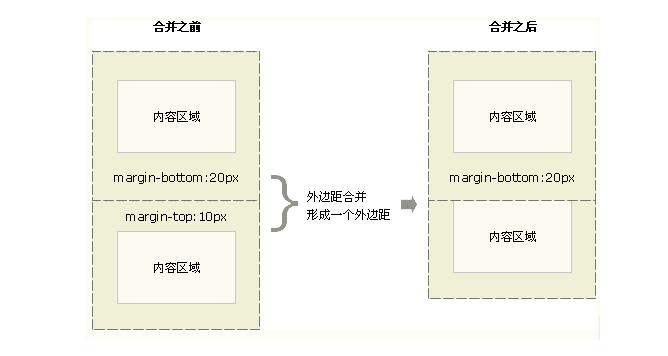 合并之前
合并之后
内容区域
margin-bottom:20px
margin-top:10px
内容区域
外边距合并
形成一个外边距
内容区域
margin-bottom:20px
内容区域